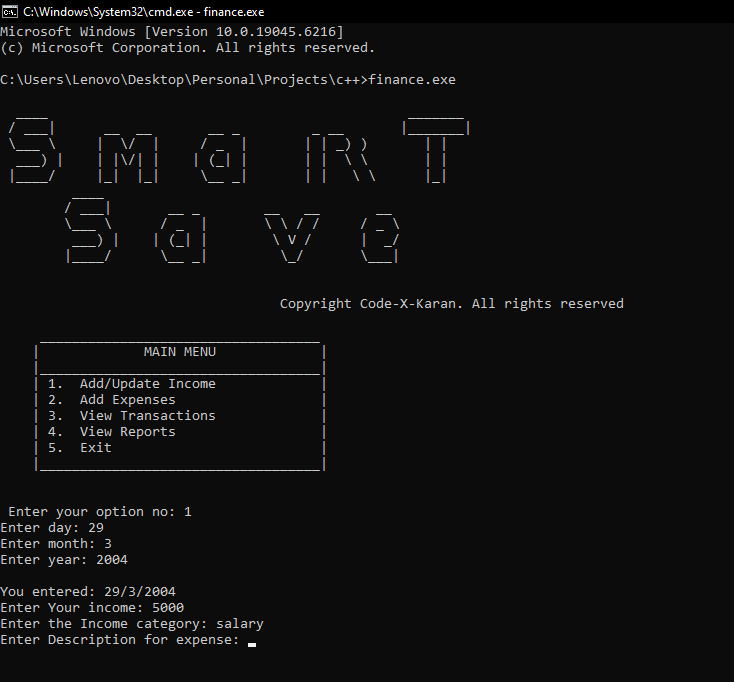 C:\Windows\System32\cmd.exe - finance.exe
Microsoft Windows [Version 10.0.19045.6216]
(c) Microsoft Corporation. All rights reserved.
C:\Users\Lenovo\Desktop\Personal\Projects\c++>finance.exe
SmaRT
Save
Copyright Code-X-Karan. All rights reserved
MAIN MENU
1. Add/Update Income
2. Add Expenses
3. View Transactions
4. View Reports
5. Exit
Enter your option no: 1
Enter day: 29
Enter month: 3
Enter year: 2004
You entered: 29/3/2004
Enter Your income: 5000
Enter the Income category: salary
Enter Description for expense: